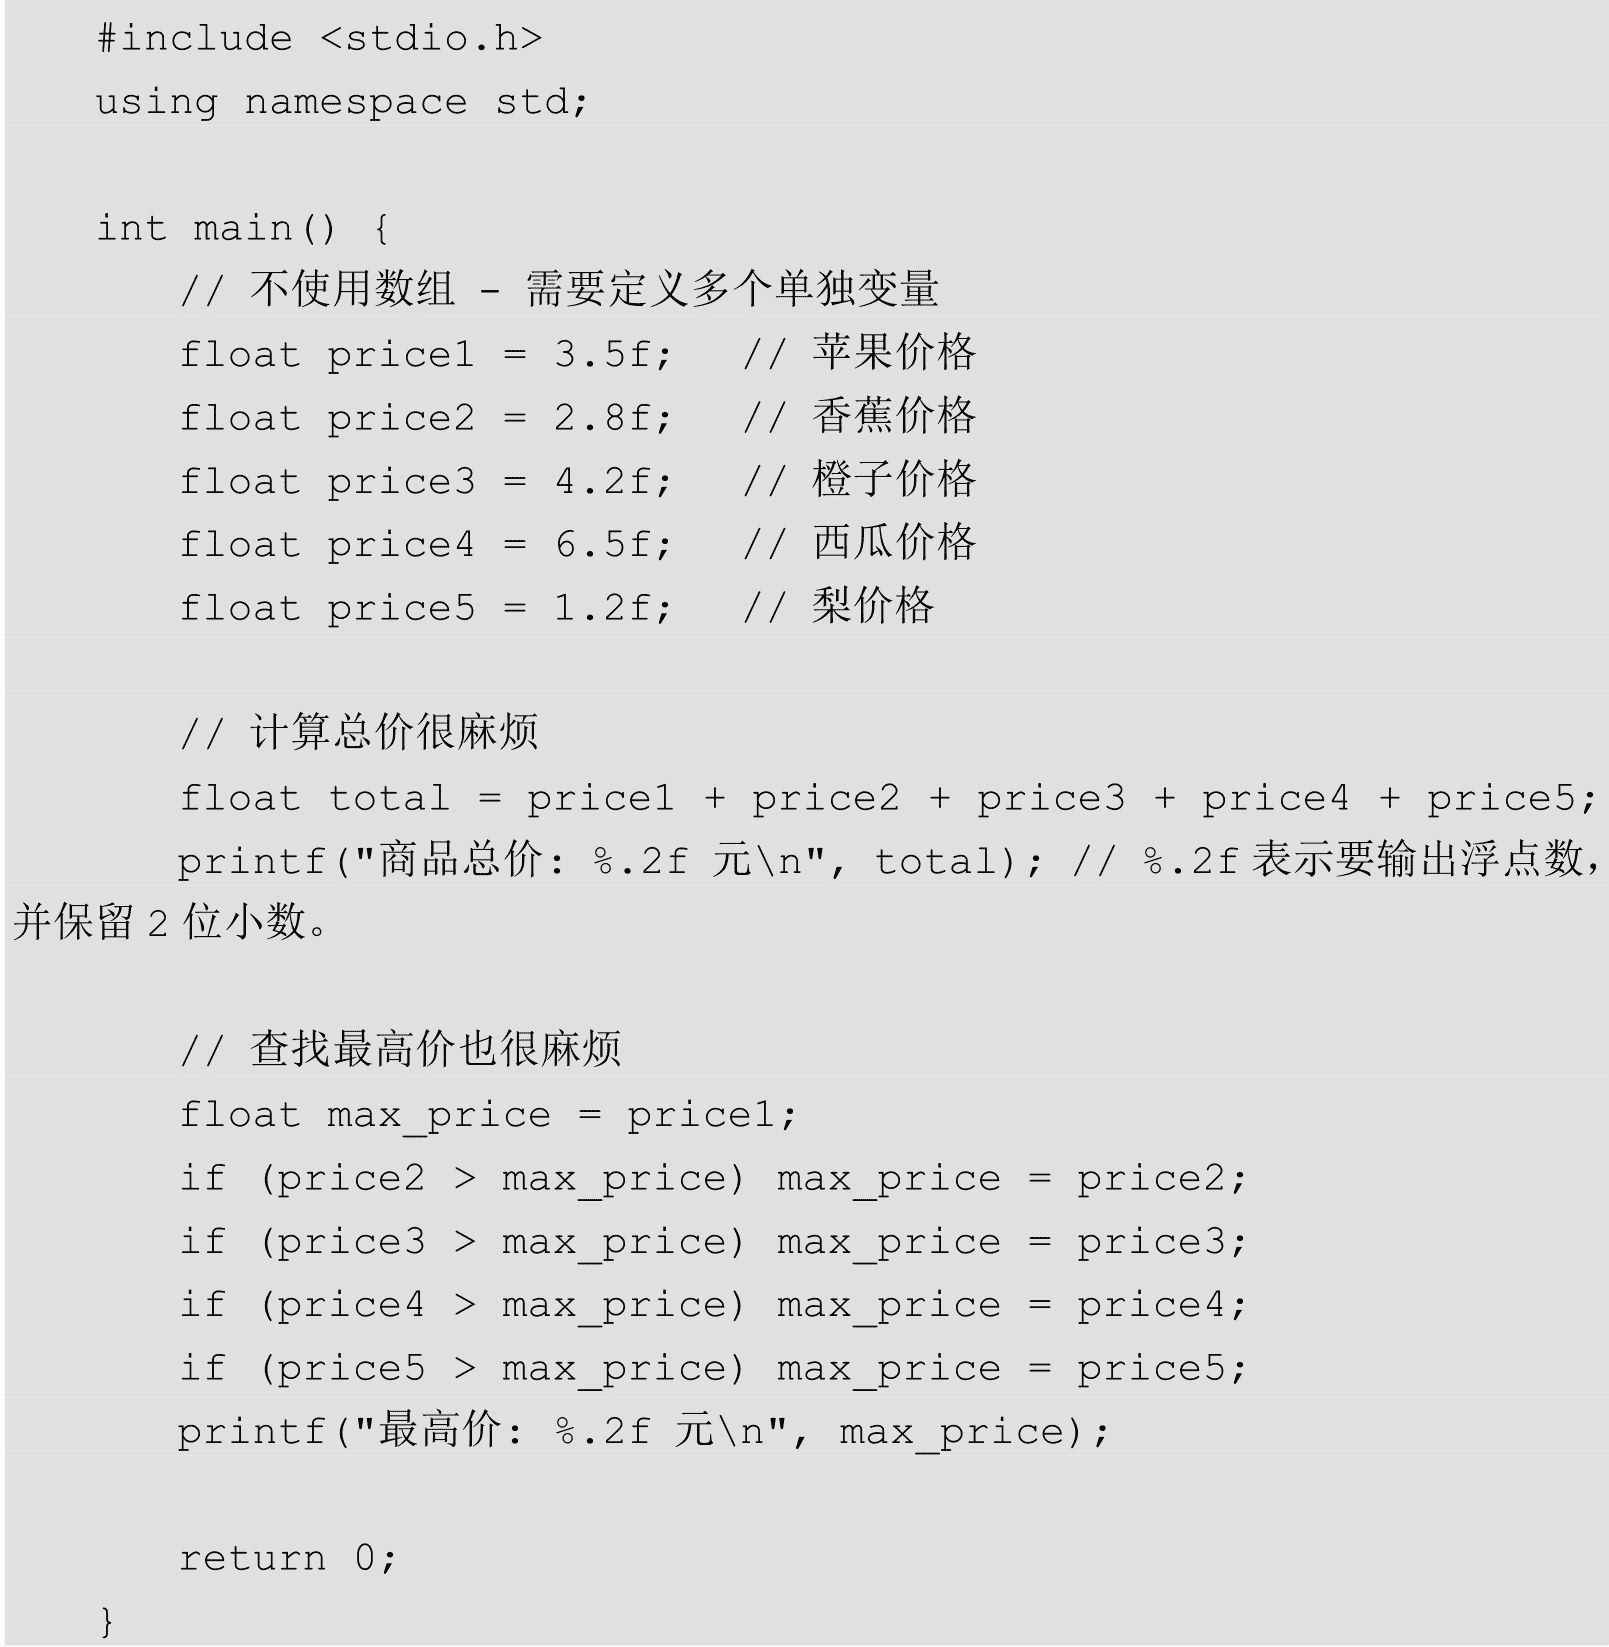 #include <stdio.h>
using namespace std;
int main() {
// 不使用数组 - 需要定义多个单独变量
float price1 = 3.5f; // 苹果价格
float price2 = 2.8f; // 香蕉价格
float price3 = 4.2f; // 橙子价格
float price4 = 6.5f; // 西瓜价格
float price5 = 1.2f; // 梨价格
// 计算总价很麻烦
float total = price1 + price2 + price3 + price4 + price5;
printf("商品总价: %.2f 元\n", total); // %.2f 表示要输出浮点数，
并保留 2 位小数。
// 查找最高价也很麻烦
float max_price = price1;
if (price2 > max_price) max_price = price2;
if (price3 > max_price) max_price = price3;
if (price4 > max_price) max_price = price4;
if (price5 > max_price) max_price = price5;
printf("最高价: %.2f 元\n", max_price);
return 0;
}